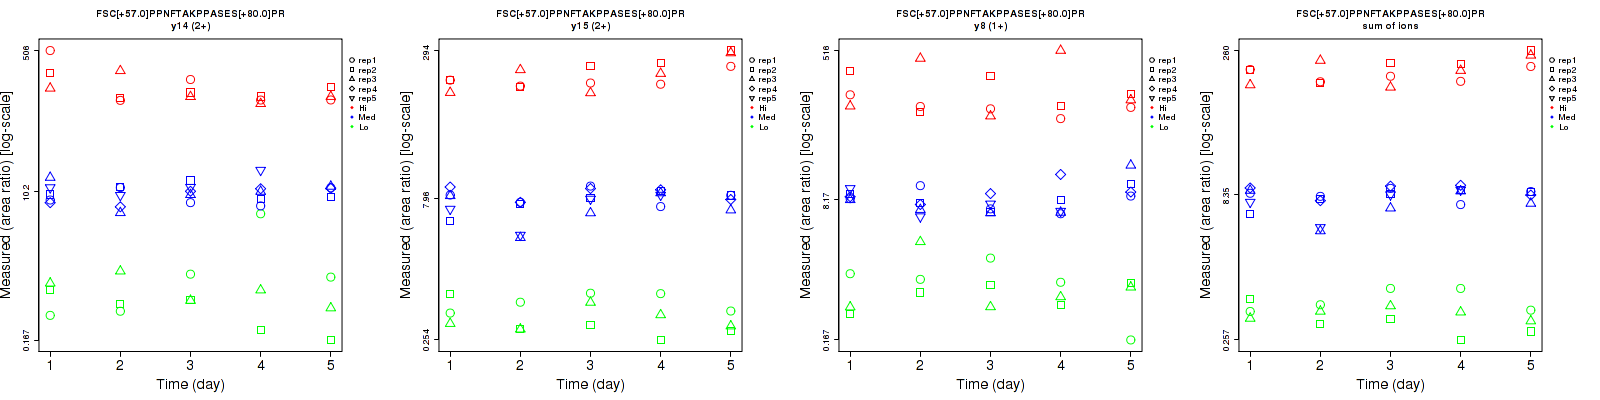 FSC[+57.0]PPNFTAKPPASES[+80.0]PR
y14 (2+)
Measured (area ratio) [log-scale]
506
10.2
0.167
1 2 3 4 5
Time (day)
rep1
rep2
rep3
rep4
rep5
Hi
Med
Lo
FSC[+57.0]PPNFTAKPPASES[+80.0]PR
y15 (2+)
Measured (area ratio) [log-scale]
294
7.96
0.254
1 2 3 4 5
Time (day)
rep1
rep2
rep3
rep4
rep5
Hi
Med
Lo
FSC[+57.0]PPNFTAKPPASES[+80.0]PR
y8 (1+)
Measured (area ratio) [log-scale]
516
8.17
0.167
1 2 3 4 5
Time (day)
rep1
rep2
rep3
rep4
rep5
Hi
Med
Lo
FSC[+57.0]PPNFTAKPPASES[+80.0]PR
sum of ions
Measured (area ratio) [log-scale]
260
8.35
0.257
1 2 3 4 5
Time (day)
rep1
rep2
rep3
rep4
rep5
Hi
Med
Lo